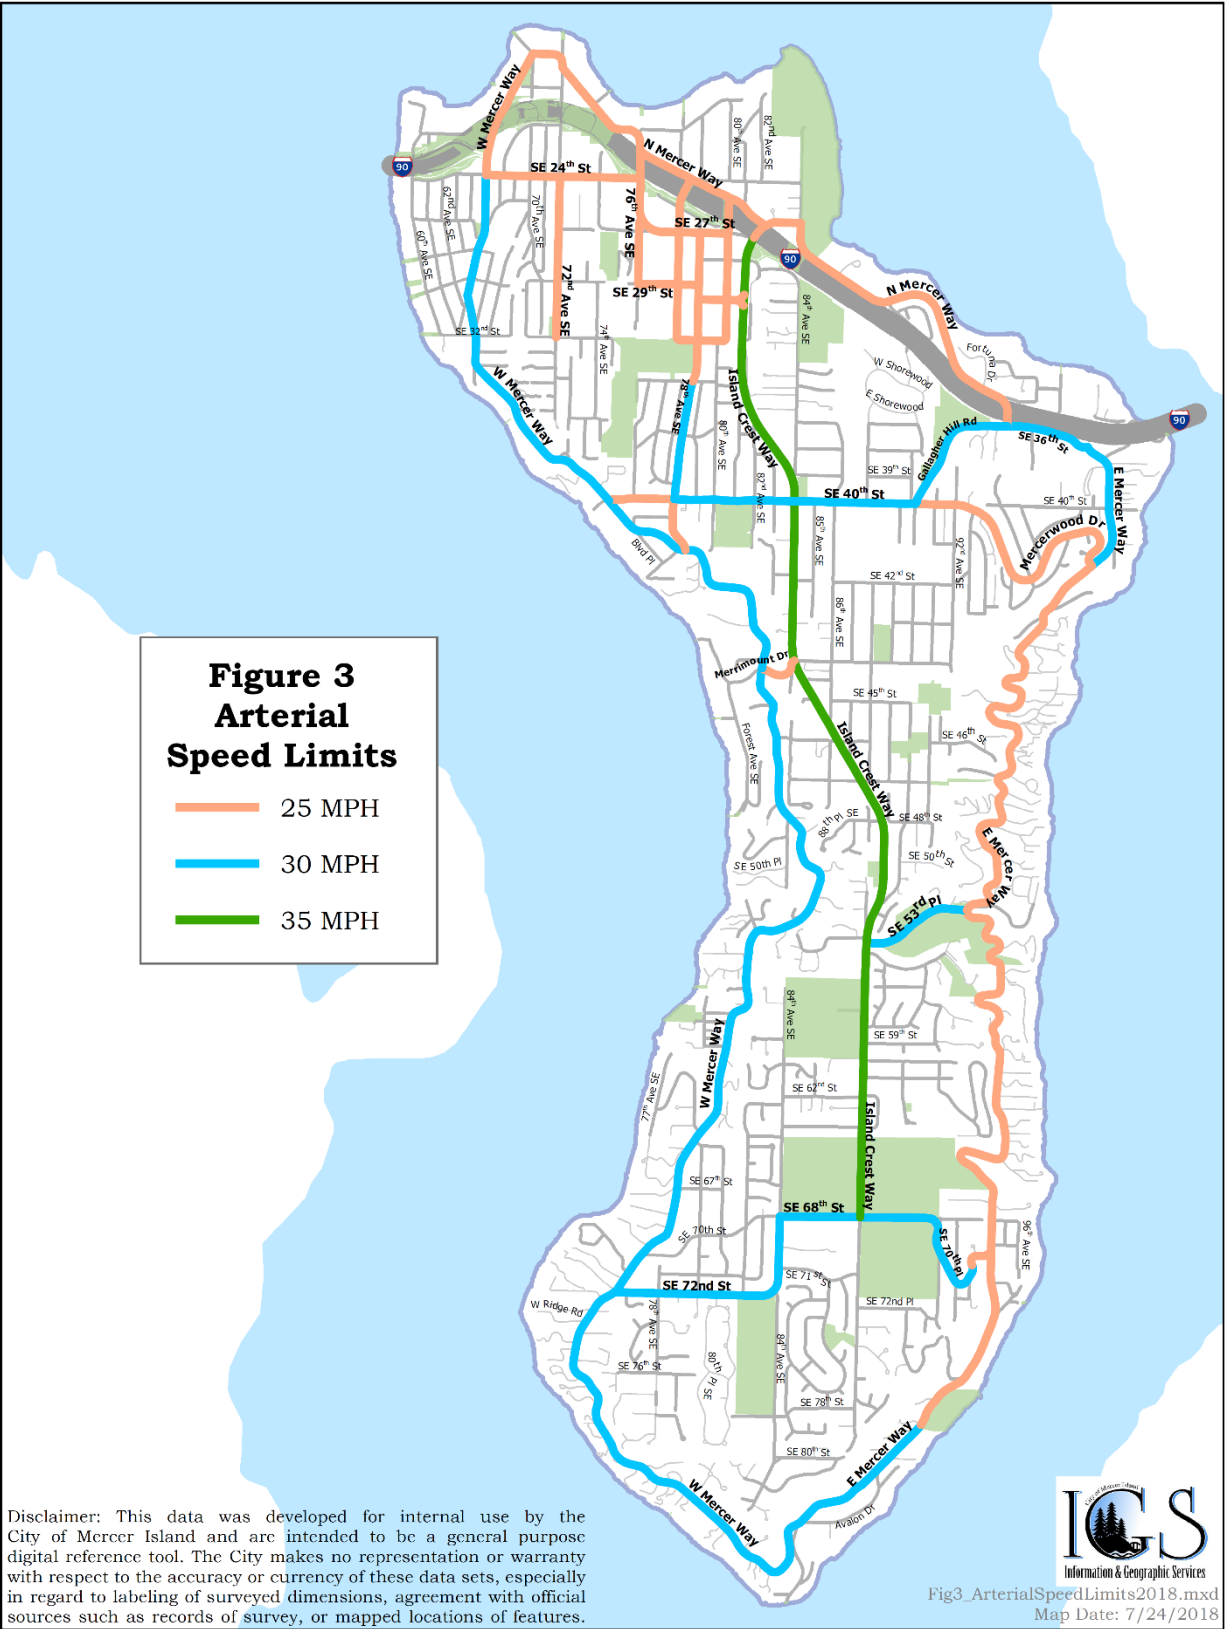 W Mercer Way
80th Ave SE
82nd Ave SE
N Mercer Way
90
SE 24th St
62nd Ave SE
70th Ave SE
76th Ave SE
SE 27th St
60th Ave SE
90
72nd Ave SE
SE 29th St
N Mercer Way
84th Ave SE
SE 32nd St
74th Ave SE
Fortuna Dr
W Shorewood
W Mercer Way
78th Ave SE
Island Crest Way
E Shorewood
90
80th Ave SE
Gallagher Hill Rd
SE 36th St
SE 39th St
82nd Ave SE
SE 40th St
SE 40th St
E Mercer Way
85th Ave SE
Mercerwood Dr
Blvd Pl
92nd Ave SE
SE 42nd St
86th Ave SE
Merrimount Dr
Figure 3
Arterial
Speed Limits
25 MPH
30 MPH
35 MPH
SE 45th St
Forest Ave SE
Island Crest Way
SE 46th St
88th Pl SE
SE 48th St
E Mercer Way
SE 50th Pl
SE 50th St
SE 53rd Pl
84th Ave SE
W Mercer Way
SE 59th St
77th Ave SE
SE 62nd St
Island Crest Way
SE 67th St
SE 68th St
SE 70th St
SE 70th Pl
96th Ave SE
SE 71st St
SE 72nd St
W Ridge Rd
78th Ave SE
SE 72nd Pl
84th Ave SE
80th Pl SE
SE 76th St
SE 78th St
SE 80th St
E Mercer Way
W Mercer Way
Avalon Dr
Disclaimer: This data was developed for internal use by the
City of Mercer Island and are intended to be a general purpose
digital reference tool. The City makes no representation or warranty
with respect to the accuracy or currency of these data sets, especially
in regard to labeling of surveyed dimensions, agreement with official
sources such as records of survey, or mapped locations of features.
City of Mercer Island
IGS
Information & Geographic Services
Fig3_ArterialSpeedLimits2018.mxd
Map Date: 7/24/2018